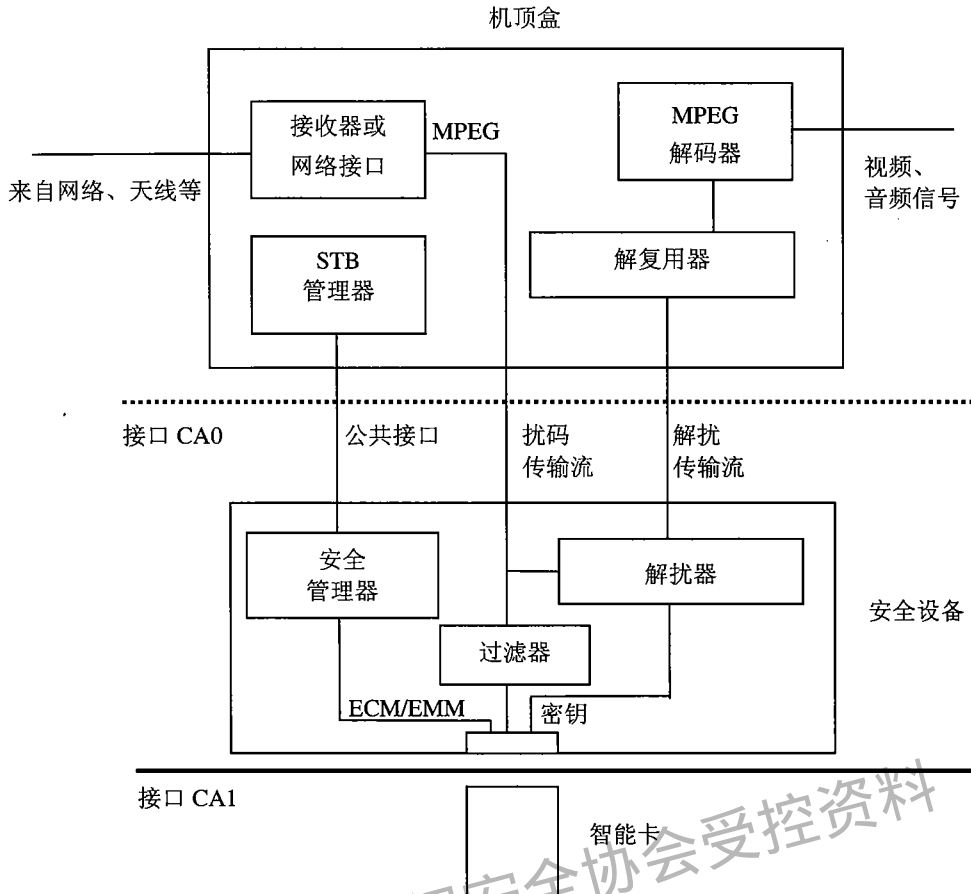 机顶盒
接收器或
网络接口
MPEG
MPEG
解码器
来自网络、天线等
视频、
音频信号
STB
管理器
解复用器
接口 CA0
公共接口
扰码
传输流
解扰
传输流
安全
管理器
解扰器
安全设备
过滤器
ECM/EMM
密钥
接口 CA1
智能卡
安全协会受控资料